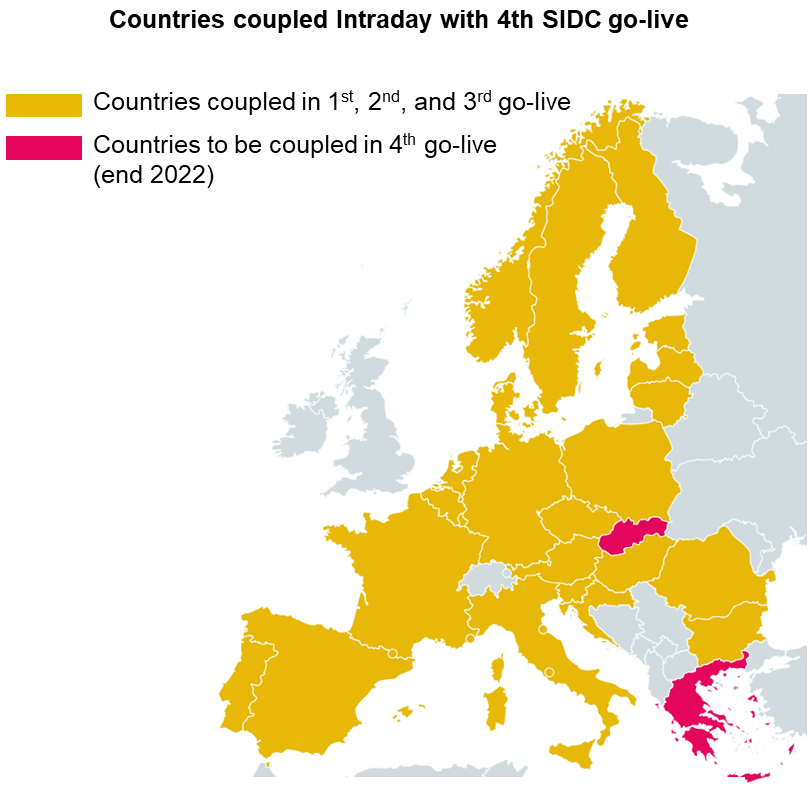 Countries coupled Intraday with 4th SIDC go-live
Countries coupled in 1st, 2nd, and 3rd go-live
Countries to be coupled in 4th go-live
(end 2022)